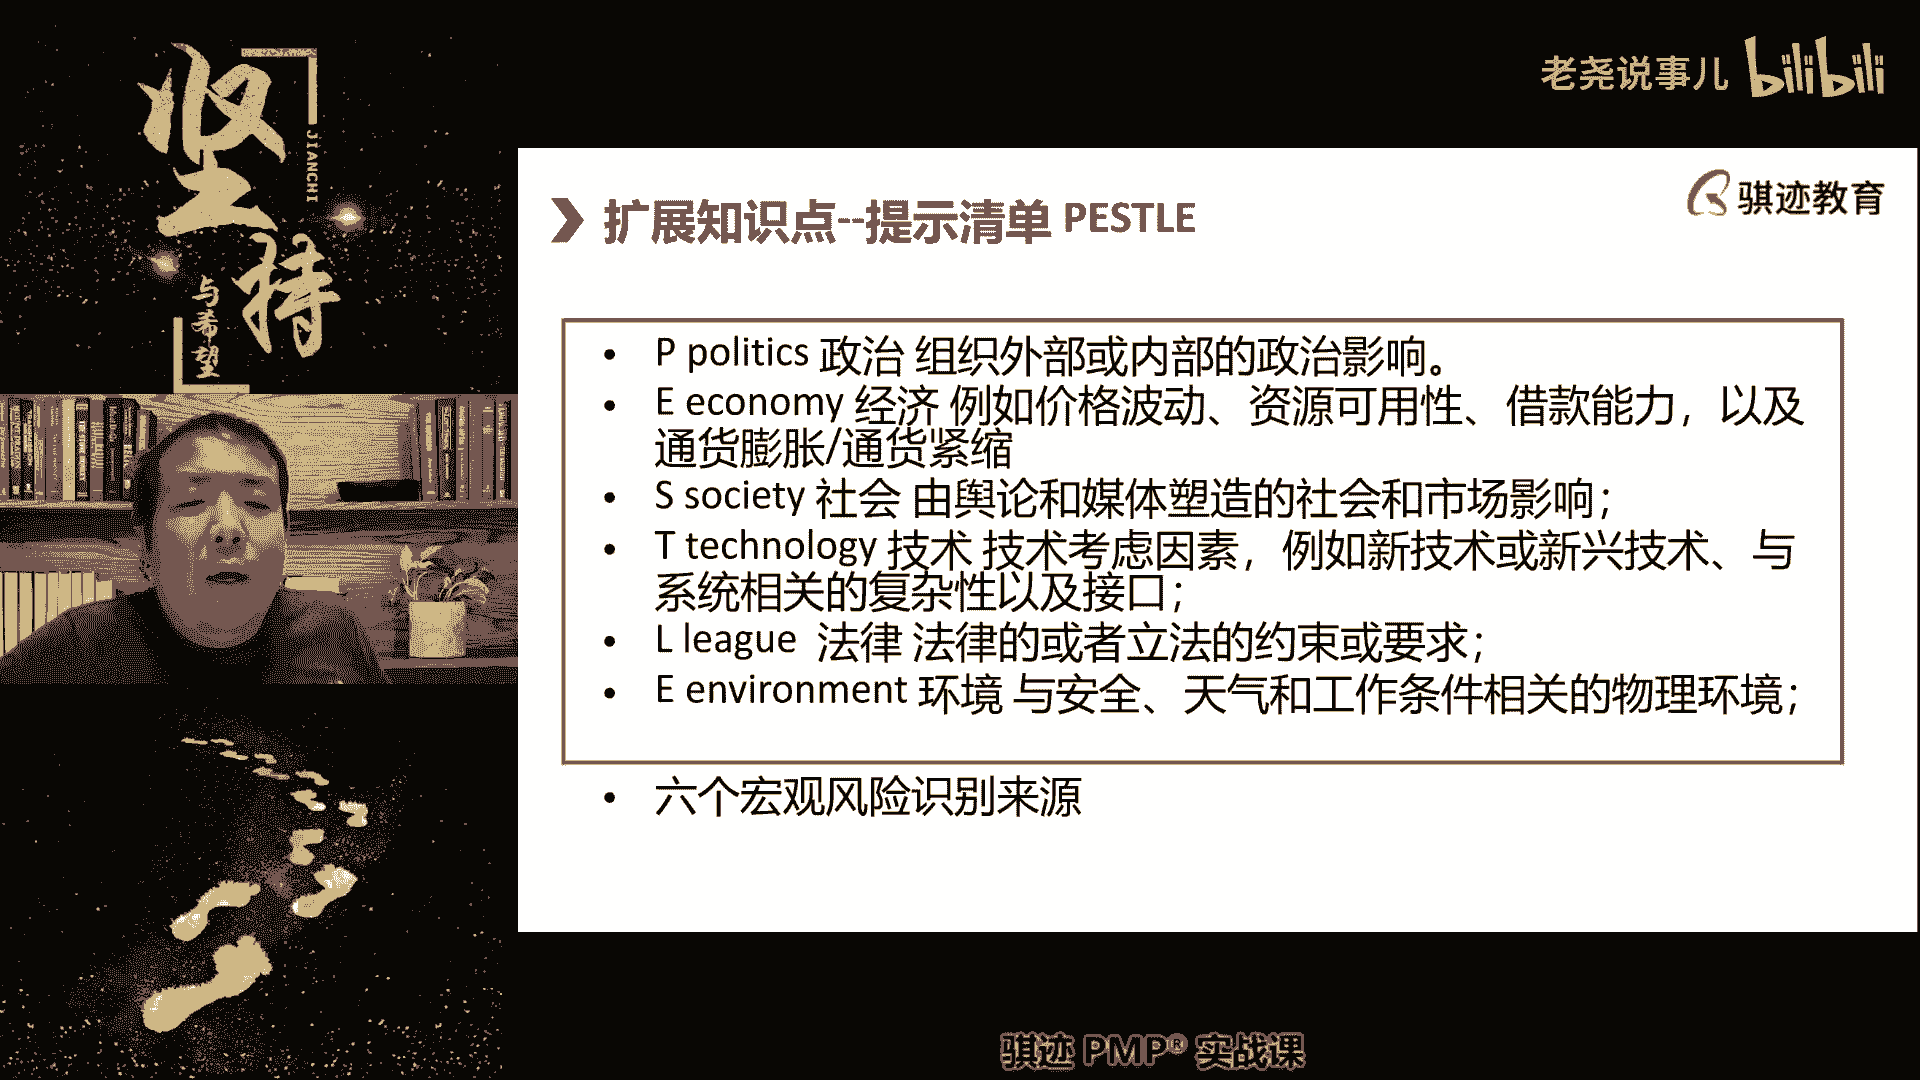 坚持
JIANCHI
与希望
老尧说事儿 bilibili
骐迹教育
扩展知识点--提示清单 PESTLE
• P politics 政治 组织外部或内部的政治影响。
• E economy 经济 例如价格波动、资源可用性、借款能力，以及
通货膨胀/通货紧缩
• S society 社会 由舆论和媒体塑造的社会和市场影响；
• T technology 技术 技术考虑因素，例如新技术或新兴技术、与
系统相关的复杂性以及接口；
• L league 法律 法律的或者立法的约束或要求；
• E environment 环境 与安全、天气和工作条件相关的物理环境；
• 六个宏观风险识别来源
骐迹 PMP® 实战课